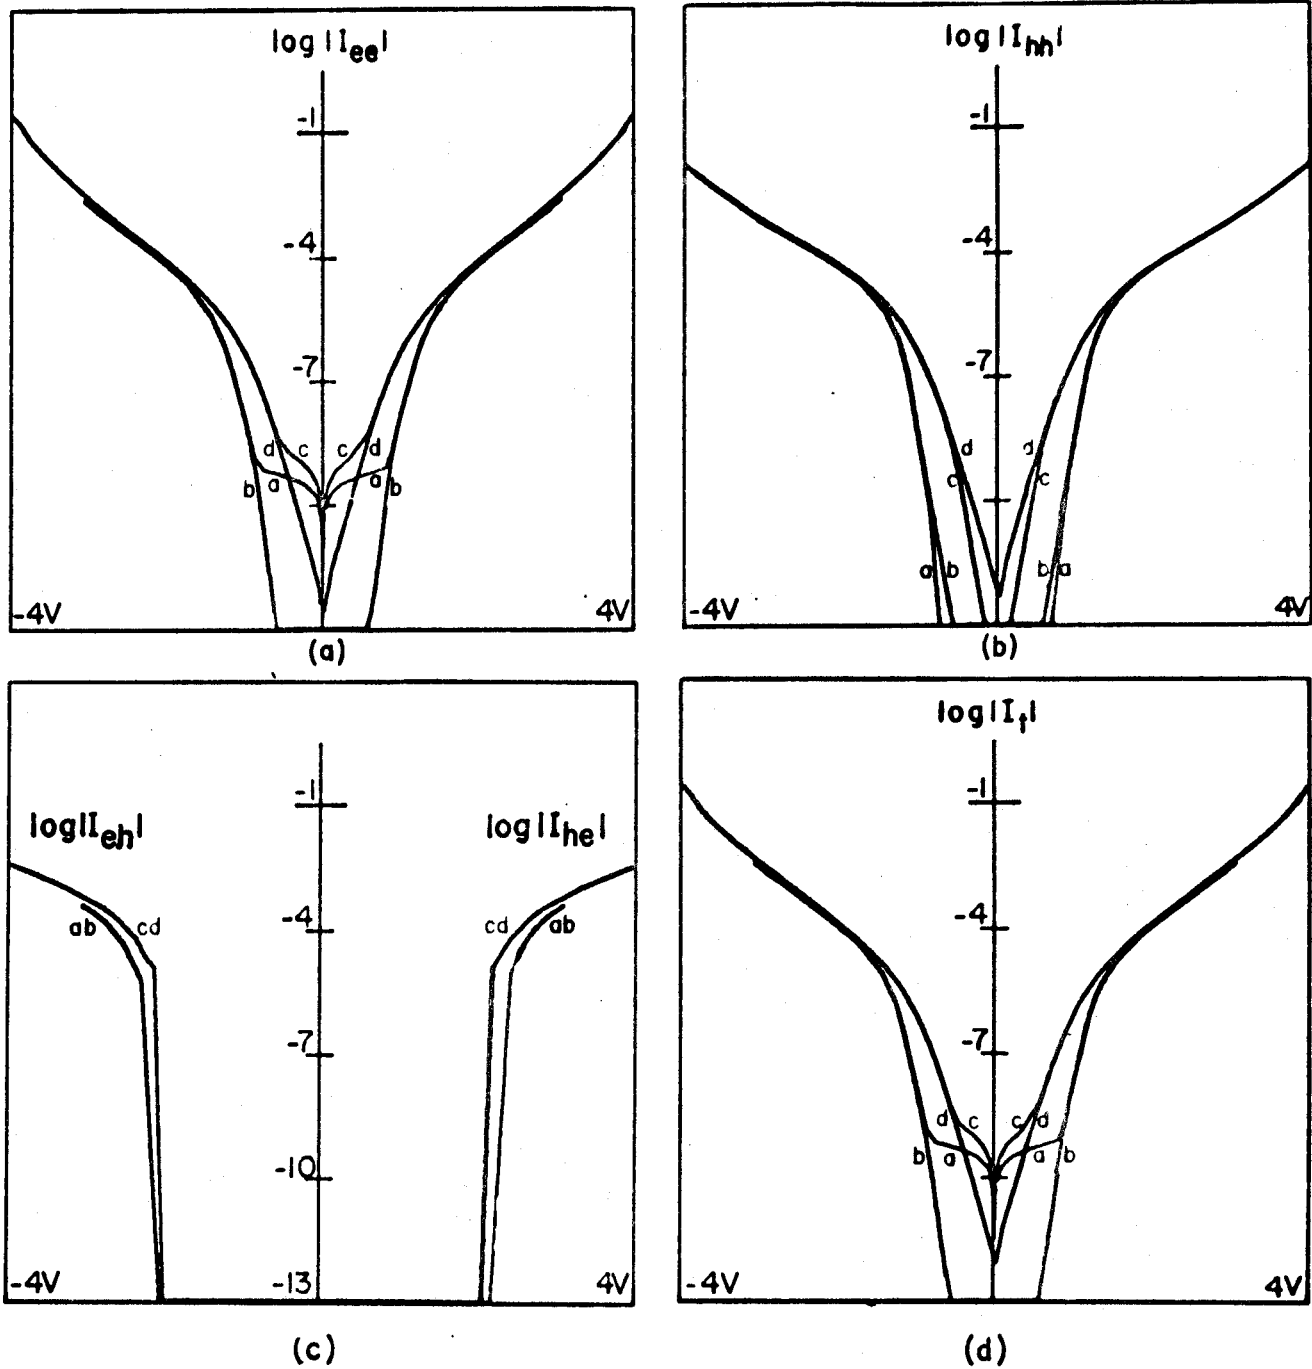 log |I_ee|
-1
-4
-7
d c c d
b a a b
-4V 4V
(a)
log |I_hh|
-1
-4
-7
d d
c c
a b b a
-4V 4V
(b)
-1
log|I_eh| log|I_he|
-4
ab cd cd ab
-7
-10
-13
-4V 4V
(c)
log|I_t|
-1
-4
-7
d c c d
b a a b
-4V 4V
(d)